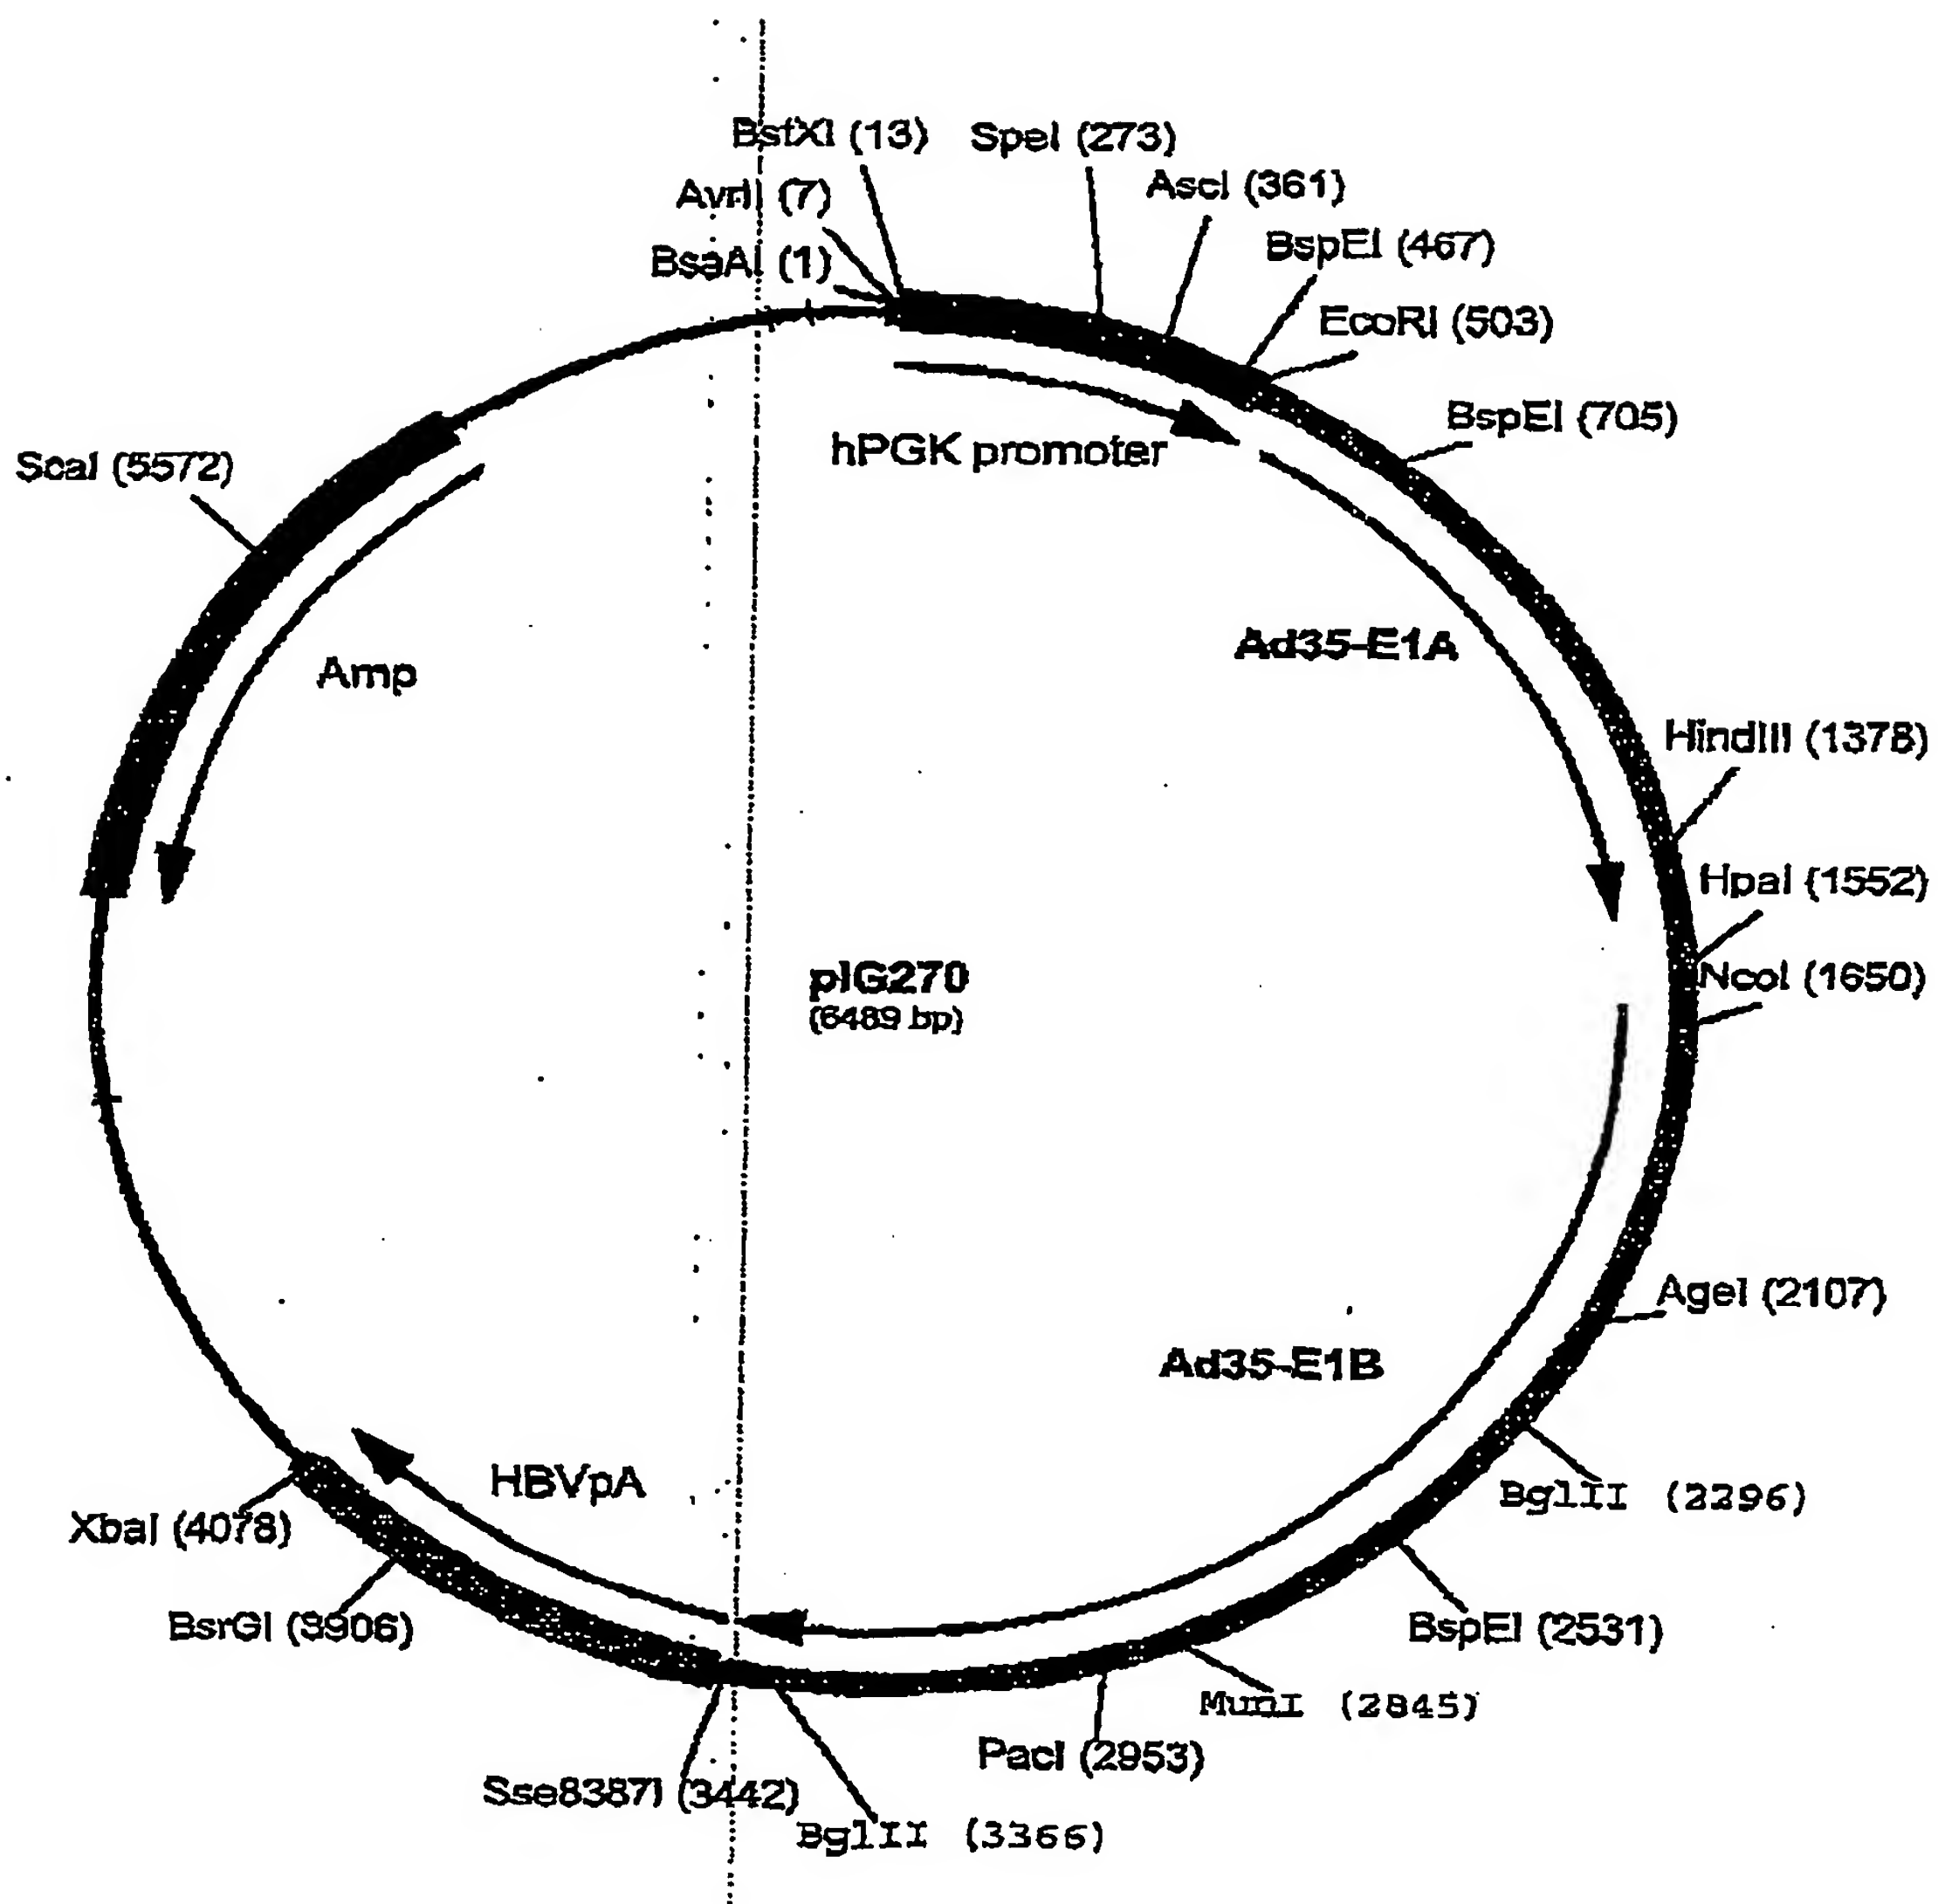 BstXI (13) SpeI (273)
AvrII (7)
AscI (361)
BsaAI (1)
BspEI (467)
EcoRI (503)
BspEI (705)
hPGK promoter
ScaI (5572)
Ad35-E1A
Amp
HindIII (1378)
HpaI (1552)
pIG270
NcoI (1650)
(6489 bp)
AgeI (2107)
Ad35-E1B
HBVpA
BglII (2296)
XbaI (4078)
BsrGI (3906)
BspEI (2531)
MunI (2845)
PacI (2953)
Sse8387I (3442)
BglII (3366)